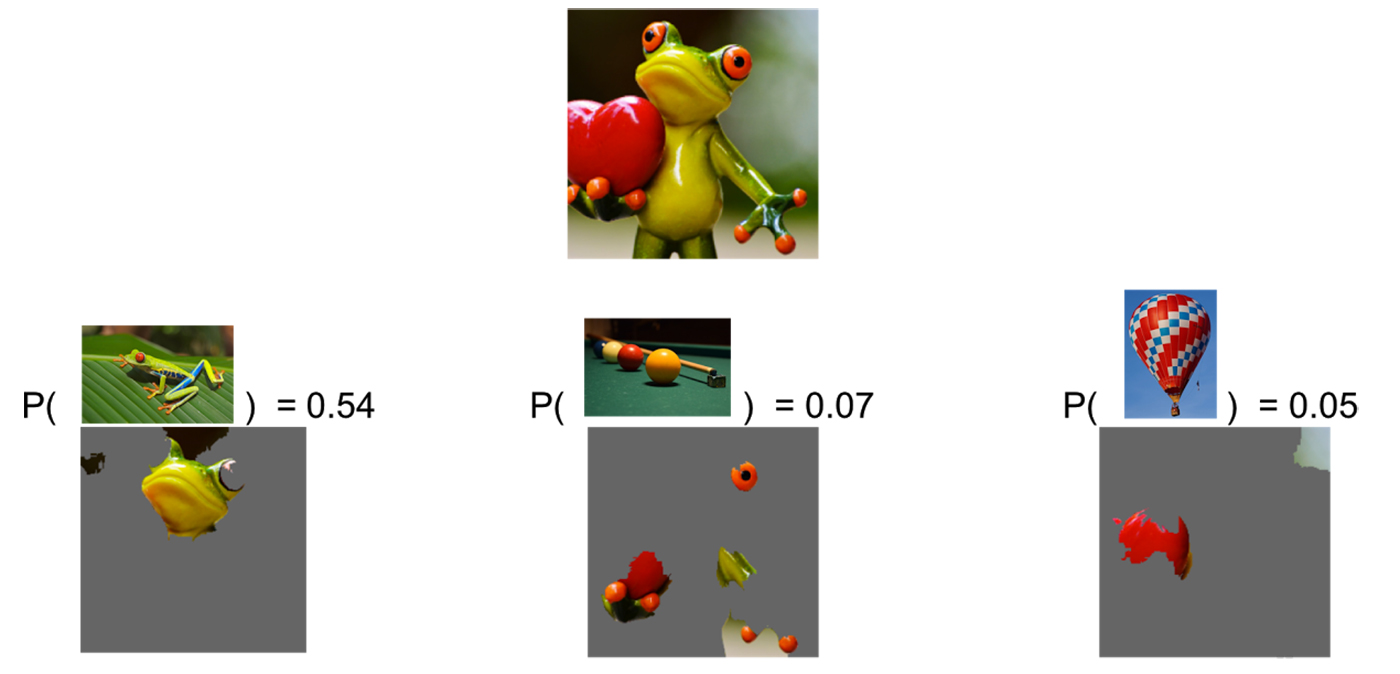 P( ) = 0.54
P( ) = 0.07
P( ) = 0.05